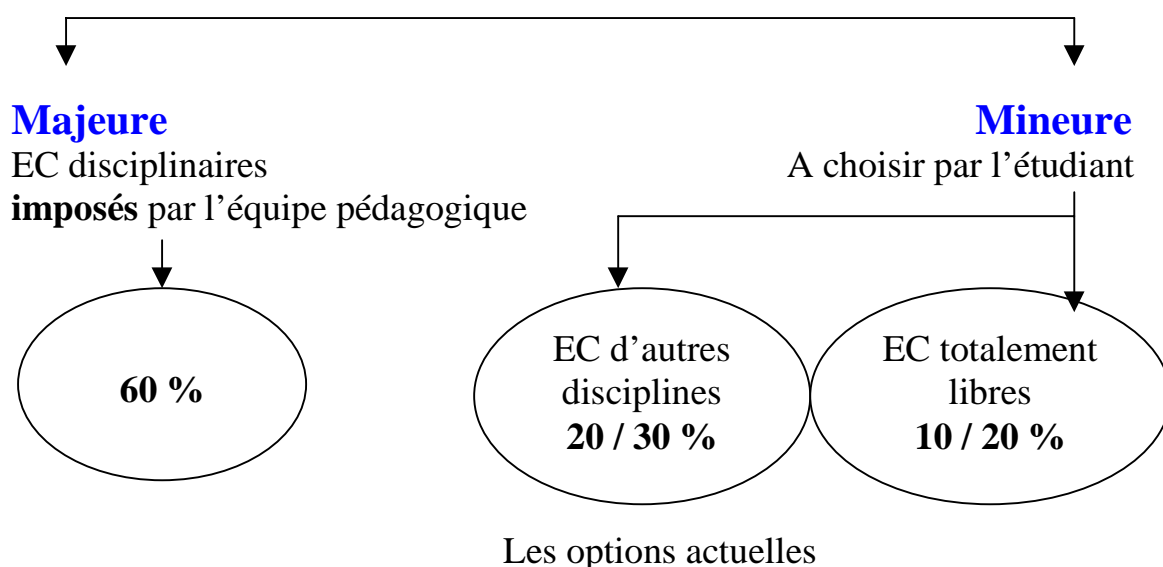 Majeure
EC disciplinaires
imposés par l’équipe pédagogique
60 %
Mineure
A choisir par l’étudiant
EC d’autres
disciplines
20 / 30 %
EC totalement
libres
10 / 20 %
Les options actuelles